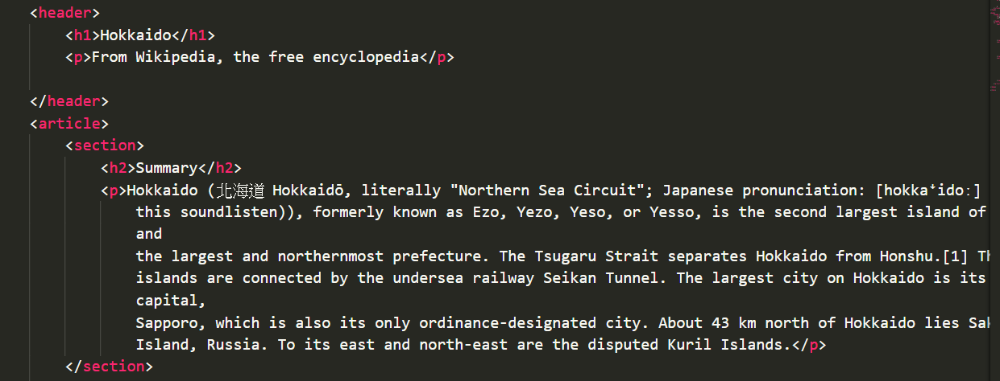 <header>
<h1>Hokkaido</h1>
<p>From Wikipedia, the free encyclopedia</p>
</header>
<article>
<section>
<h2>Summary</h2>
<p>Hokkaido (北海道 Hokkaidō, literally "Northern Sea Circuit"; Japanese pronunciation: [hokkaꜜidoː]
this soundlisten)), formerly known as Ezo, Yezo, Yeso, or Yesso, is the second largest island of
and
the largest and northernmost prefecture. The Tsugaru Strait separates Hokkaido from Honshu.[1]
islands are connected by the undersea railway Seikan Tunnel. The largest city on Hokkaido is its
capital,
Sapporo, which is also its only ordinance-designated city. About 43 km north of Hokkaido lies
Island, Russia. To its east and north-east are the disputed Kuril Islands.</p>
</section>